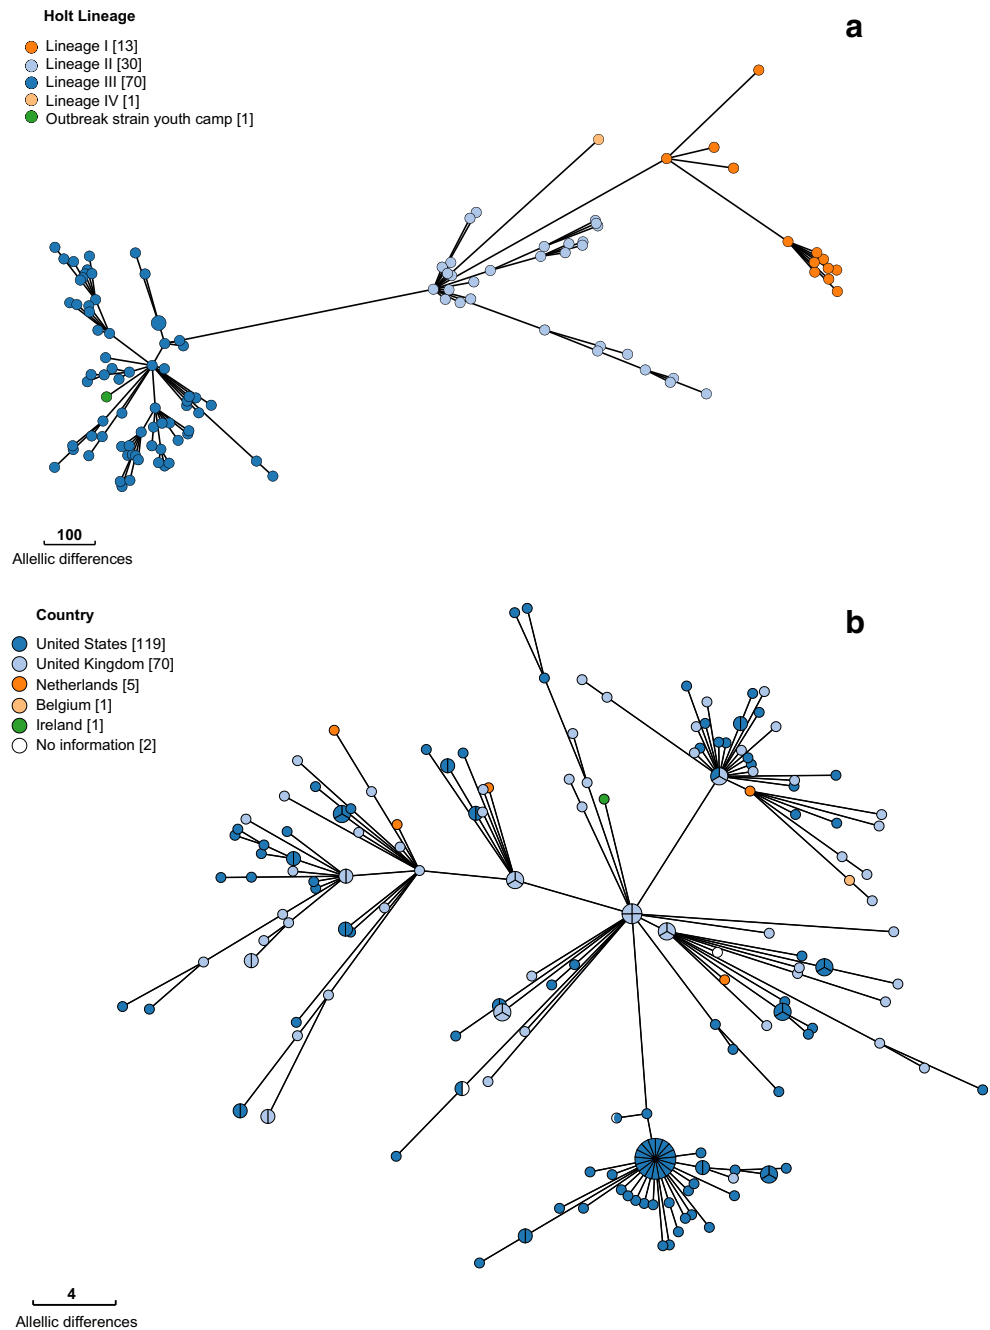 Holt Lineage
a
Lineage I [13]
Lineage II [30]
Lineage III [70]
Lineage IV [1]
Outbreak strain youth camp [1]
100
Allellic differences
Country
b
United States [119]
United Kingdom [70]
Netherlands [5]
Belgium [1]
Ireland [1]
No information [2]
4
Allellic differences